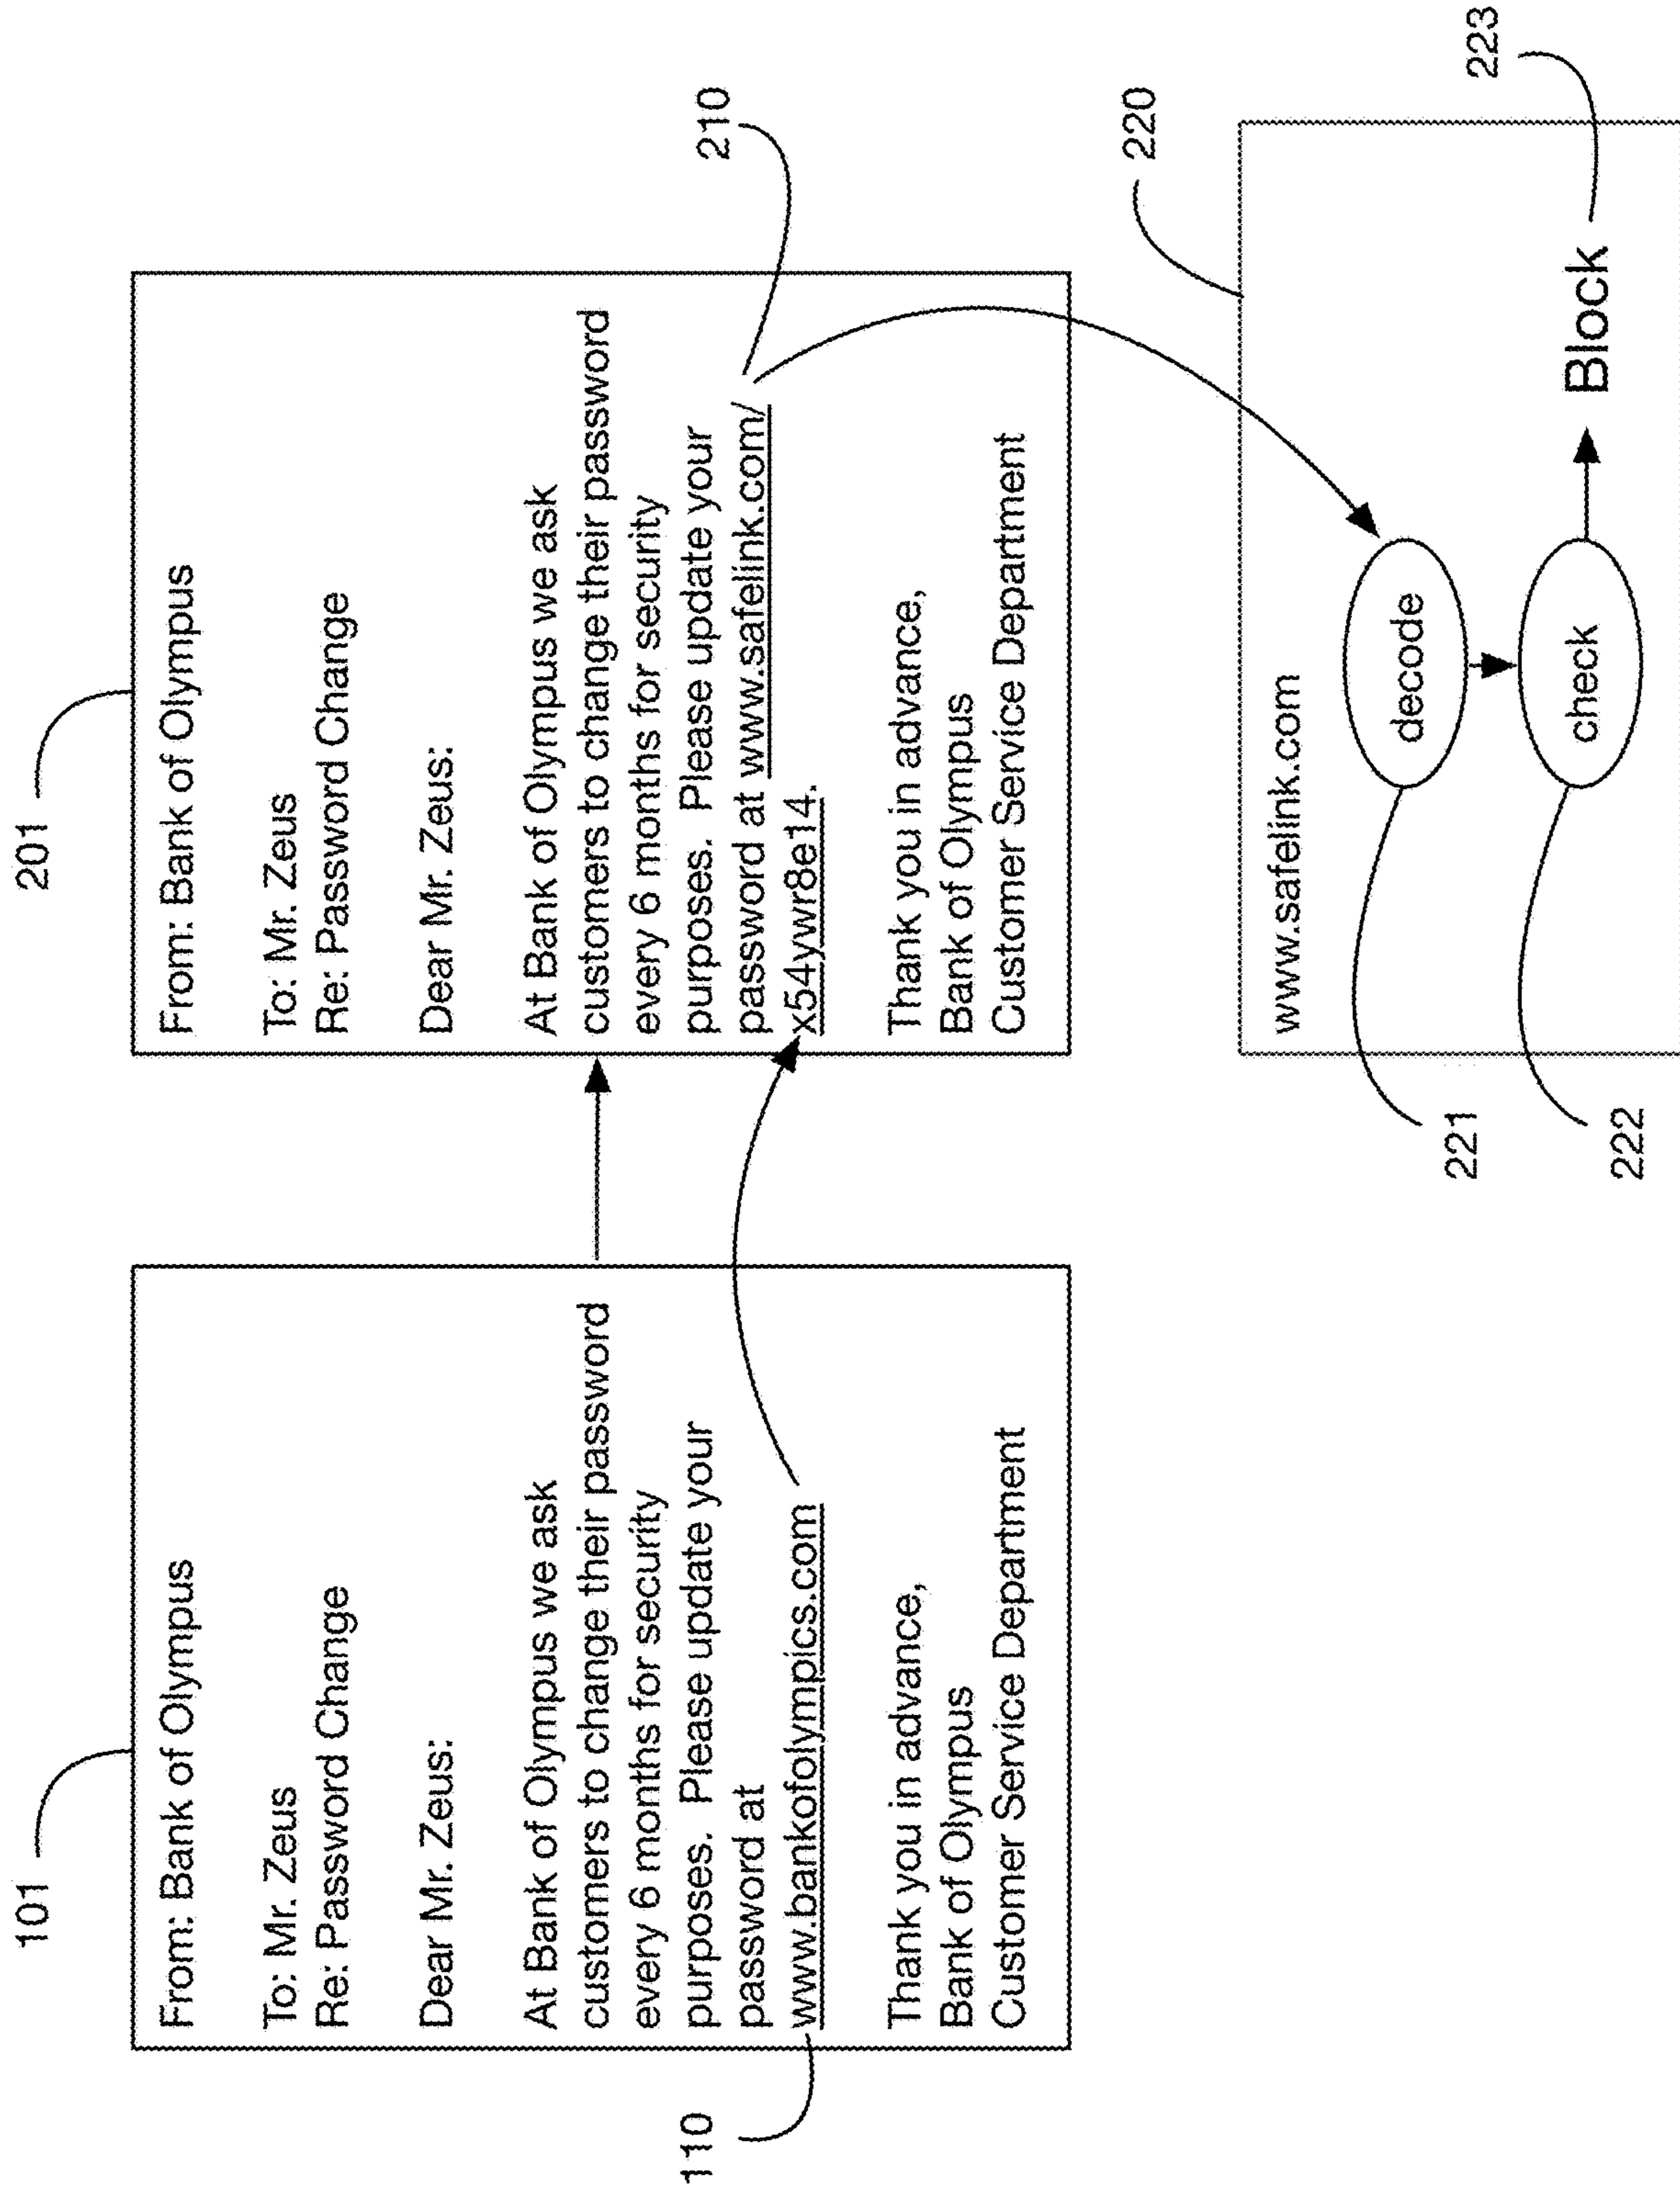 101
From: Bank of Olympus
To: Mr. Zeus
Re: Password Change
Dear Mr. Zeus:
At Bank of Olympus we ask
customers to change their password
every 6 months for security
purposes. Please update your
password at
www.bankofolympics.com
Thank you in advance,
Bank of Olympus
Customer Service Department
110
201
From: Bank of Olympus
To: Mr. Zeus
Re: Password Change
Dear Mr. Zeus:
At Bank of Olympus we ask
customers to change their password
every 6 months for security
purposes. Please update your
password at www.safelink.com/
x54ywr8e14.
Thank you in advance,
Bank of Olympus
Customer Service Department
210
220
www.safelink.com
221
decode
222
check
Block
223